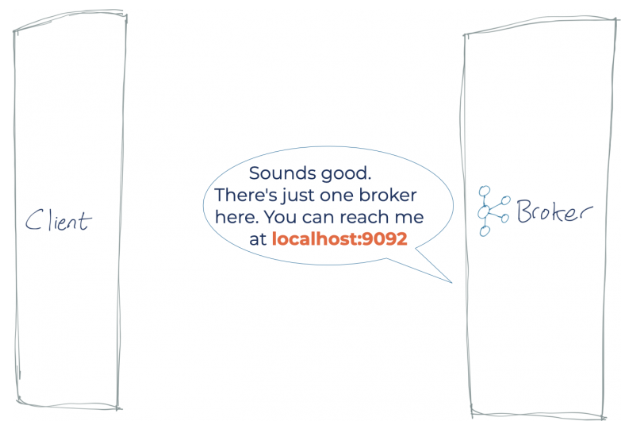 Client
Sounds good.
There's just one broker
here. You can reach me
at localhost:9092
Broker